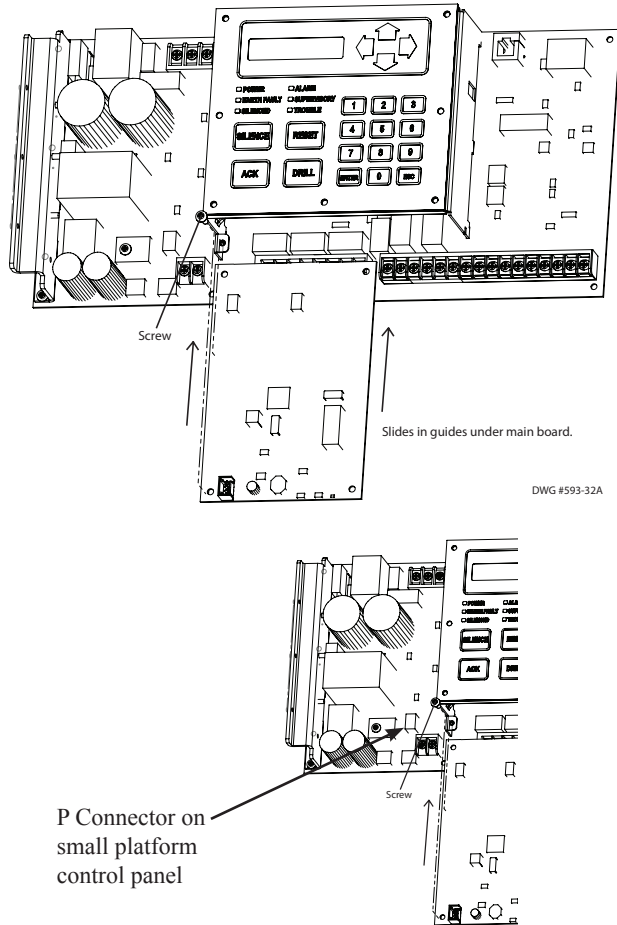 POWER ALARM
EARTH FAULT SUPERVISORY
SILENCED TROUBLE
1 2 3
SILENCE RESET 4 5 6
7 8 9
ACK DRILL ENTER 0 ESC
Screw
Slides in guides under main board.
DWG #593-32A
POWER
EARTH FAULT
SILENCED
SILENCE
ACK
Screw
P Connector on
small platform
control panel